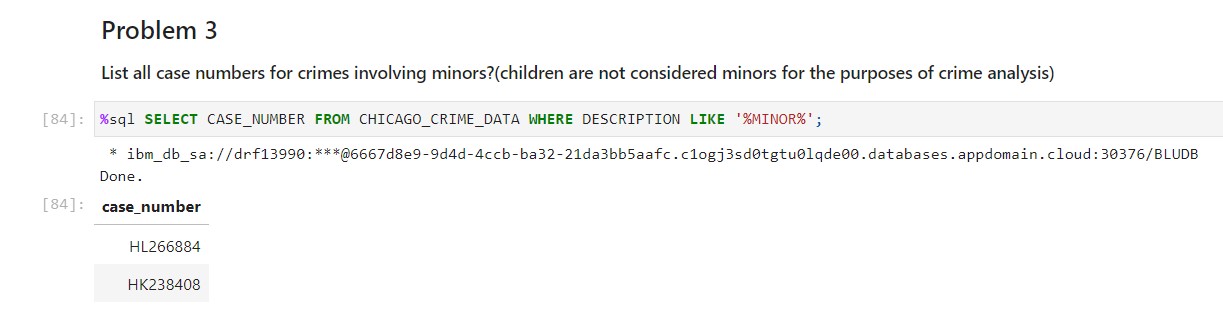 Problem 3
List all case numbers for crimes involving minors?(children are not considered minors for the purposes of crime analysis)
[84]: %sql SELECT CASE_NUMBER FROM CHICAGO_CRIME_DATA WHERE DESCRIPTION LIKE '%MINOR%';
* ibm_db_sa://drf13990:***@6667d8e9-9d4d-4ccb-ba32-21da3bb5aafc.c1ogj3sd0tgtu0lqde00.databases.appdomain.cloud:30376/BLUDB
Done.
[84]: case_number
HL266884
HK238408